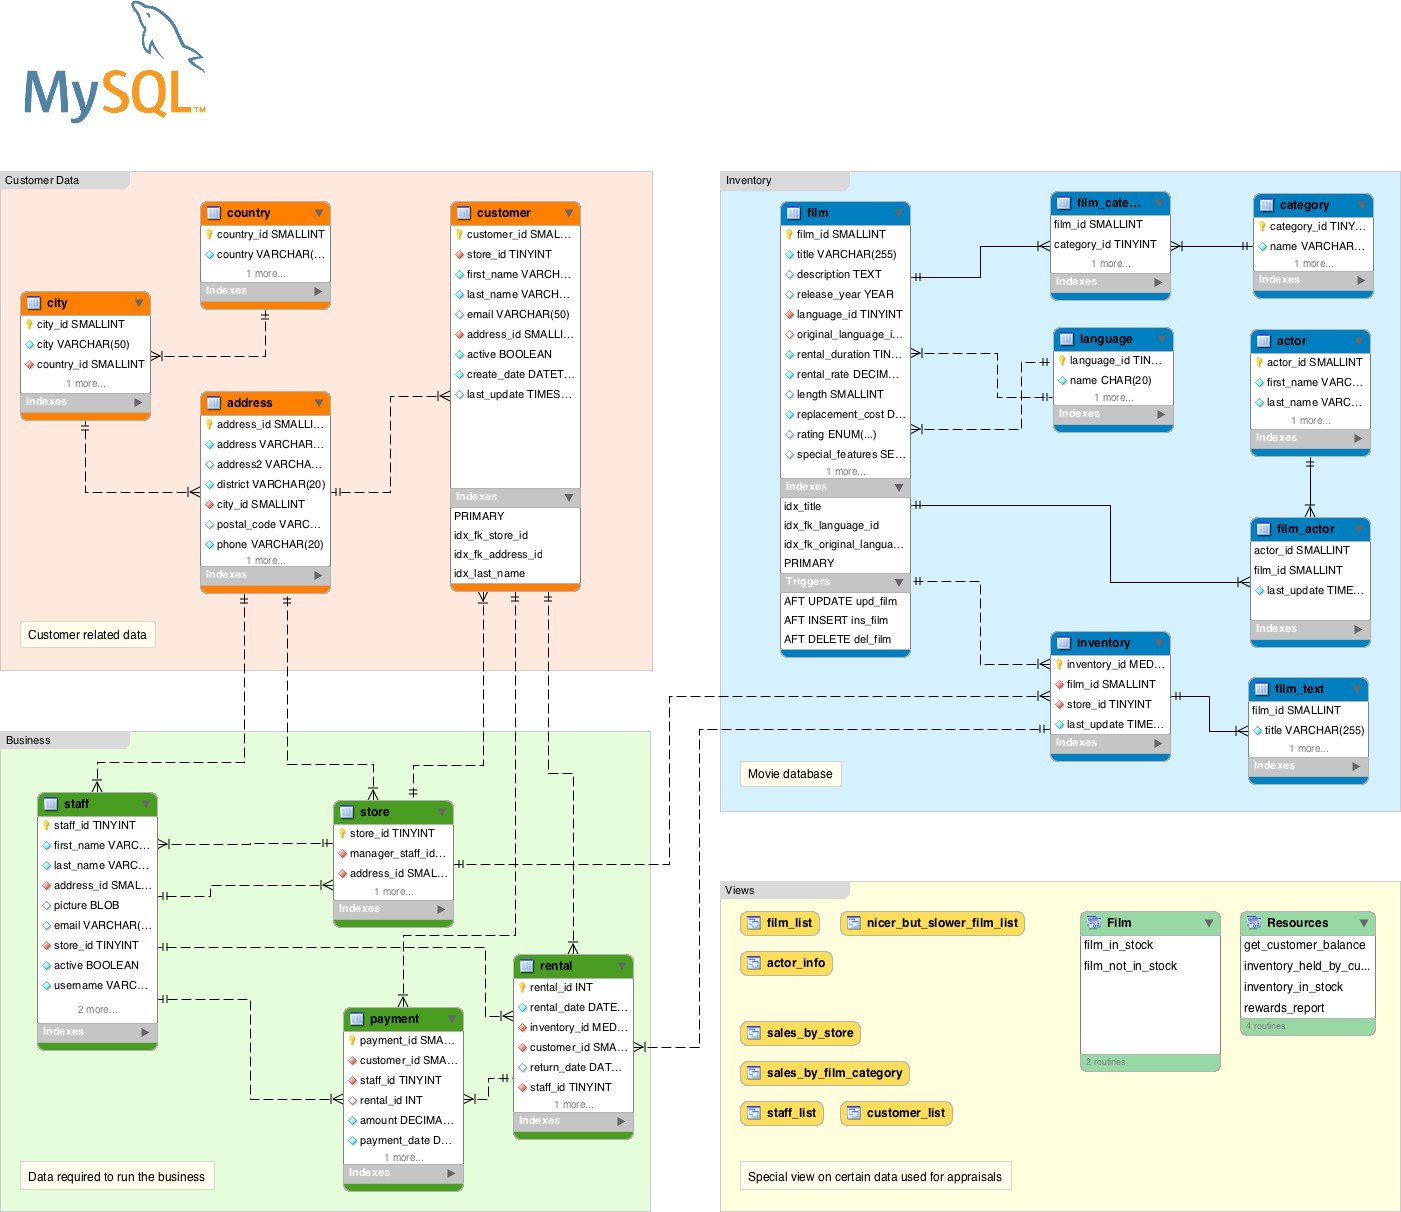 MySQL™
Customer Data
country
country_id SMALLINT
country VARCHAR(...
1 more...
Indexes
customer
customer_id SMAL...
store_id TINYINT
first_name VARCH...
last_name VARCH...
email VARCHAR(50)
address_id SMALLI...
active BOOLEAN
create_date DATET...
last_update TIMES...
Indexes
PRIMARY
idx_fk_store_id
idx_fk_address_id
idx_last_name
city
city_id SMALLINT
city VARCHAR(50)
country_id SMALLINT
1 more...
Indexes
address
address_id SMALLI...
address VARCHAR...
address2 VARCHA...
district VARCHAR(20)
city_id SMALLINT
postal_code VARC...
phone VARCHAR(20)
1 more...
Indexes
Customer related data
Inventory
film
film_id SMALLINT
title VARCHAR(255)
description TEXT
release_year YEAR
language_id TINYINT
original_language_i...
rental_duration TIN...
rental_rate DECIM...
length SMALLINT
replacement_cost D...
rating ENUM(...)
special_features SE...
1 more...
Indexes
idx_title
idx_fk_language_id
idx_fk_original_langua...
PRIMARY
Triggers
AFT UPDATE upd_film
AFT INSERT ins_film
AFT DELETE del_film
film_cate...
film_id SMALLINT
category_id TINYINT
1 more...
Indexes
category
category_id TINY...
name VARCHAR...
1 more...
Indexes
language
language_id TIN...
name CHAR(20)
1 more...
Indexes
actor
actor_id SMALLINT
first_name VARC...
last_name VARC...
1 more...
Indexes
film_actor
actor_id SMALLINT
film_id SMALLINT
last_update TIME...
Indexes
inventory
inventory_id MED...
film_id SMALLINT
store_id TINYINT
last_update TIME...
Indexes
film_text
film_id SMALLINT
title VARCHAR(255)
1 more...
Indexes
Movie database
Business
staff
staff_id TINYINT
first_name VARC...
last_name VARC...
address_id SMAL...
picture BLOB
email VARCHAR(...
store_id TINYINT
active BOOLEAN
username VARC...
2 more...
Indexes
store
store_id TINYINT
manager_staff_id...
address_id SMAL...
1 more...
Indexes
payment
payment_id SMA...
customer_id SMA...
staff_id TINYINT
rental_id INT
amount DECIMA...
payment_date D...
1 more...
Indexes
rental
rental_id INT
rental_date DATE...
inventory_id MED...
customer_id SMA...
return_date DAT...
staff_id TINYINT
1 more...
Indexes
Data required to run the business
Views
film_list
nicer_but_slower_film_list
actor_info
sales_by_store
sales_by_film_category
staff_list
customer_list
Film
film_in_stock
film_not_in_stock
2 routines
Resources
get_customer_balance
inventory_held_by_cu...
inventory_in_stock
rewards_report
4 routines
Special view on certain data used for appraisals